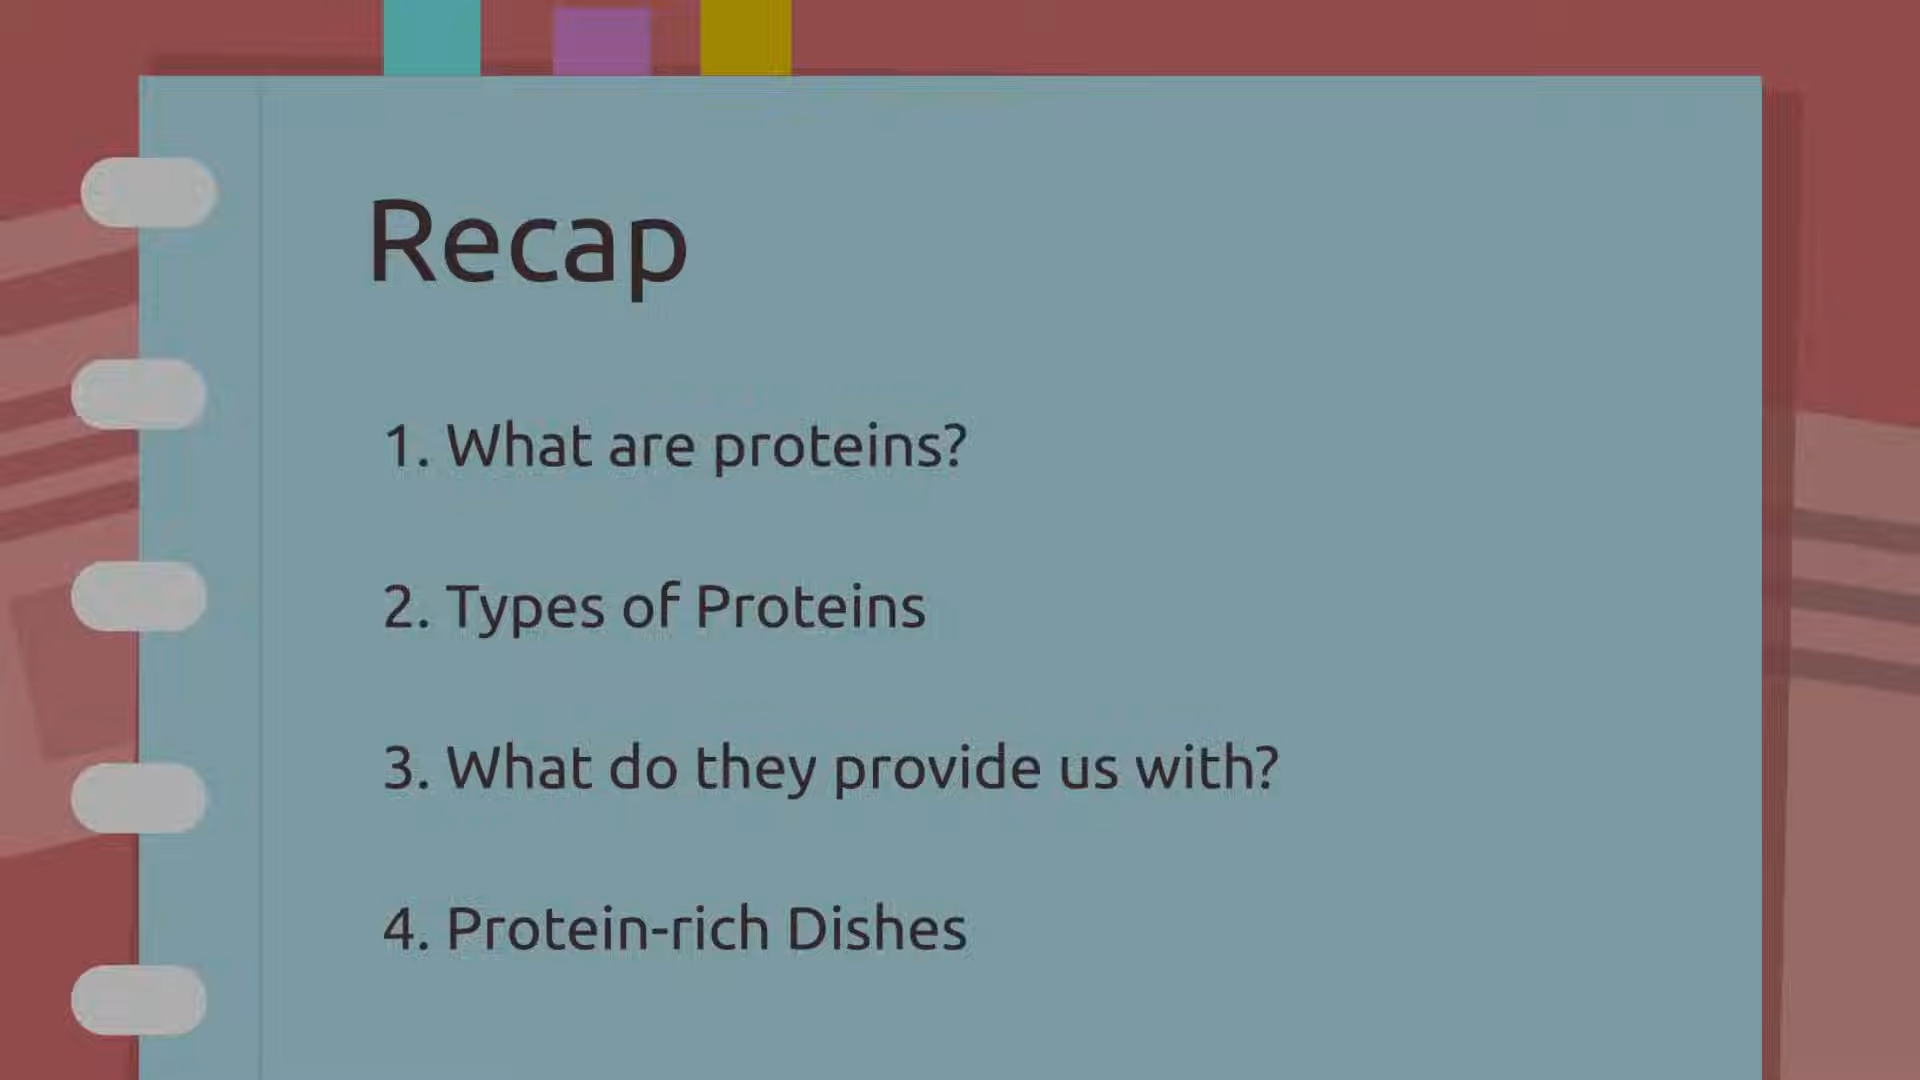 Recap
1. What are proteins?
2. Types of Proteins
3. What do they provide us with?
4. Protein-rich Dishes